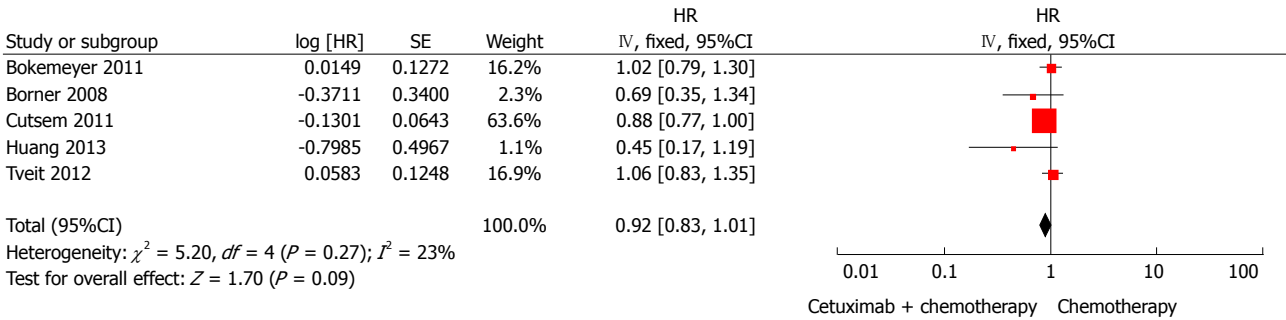 HR HR
Study or subgroup log [HR] SE Weight Ⅳ, fixed, 95%CI Ⅳ, fixed, 95%CI
Bokemeyer 2011 0.0149 0.1272 16.2% 1.02 [0.79, 1.30]
Borner 2008 -0.3711 0.3400 2.3% 0.69 [0.35, 1.34]
Cutsem 2011 -0.1301 0.0643 63.6% 0.88 [0.77, 1.00]
Huang 2013 -0.7985 0.4967 1.1% 0.45 [0.17, 1.19]
Tveit 2012 0.0583 0.1248 16.9% 1.06 [0.83, 1.35]
Total (95%CI) 100.0% 0.92 [0.83, 1.01]
Heterogeneity: χ² = 5.20, df = 4 (P = 0.27); I² = 23%
Test for overall effect: Z = 1.70 (P = 0.09)
0.01 0.1 1 10 100
Cetuximab + chemotherapy Chemotherapy